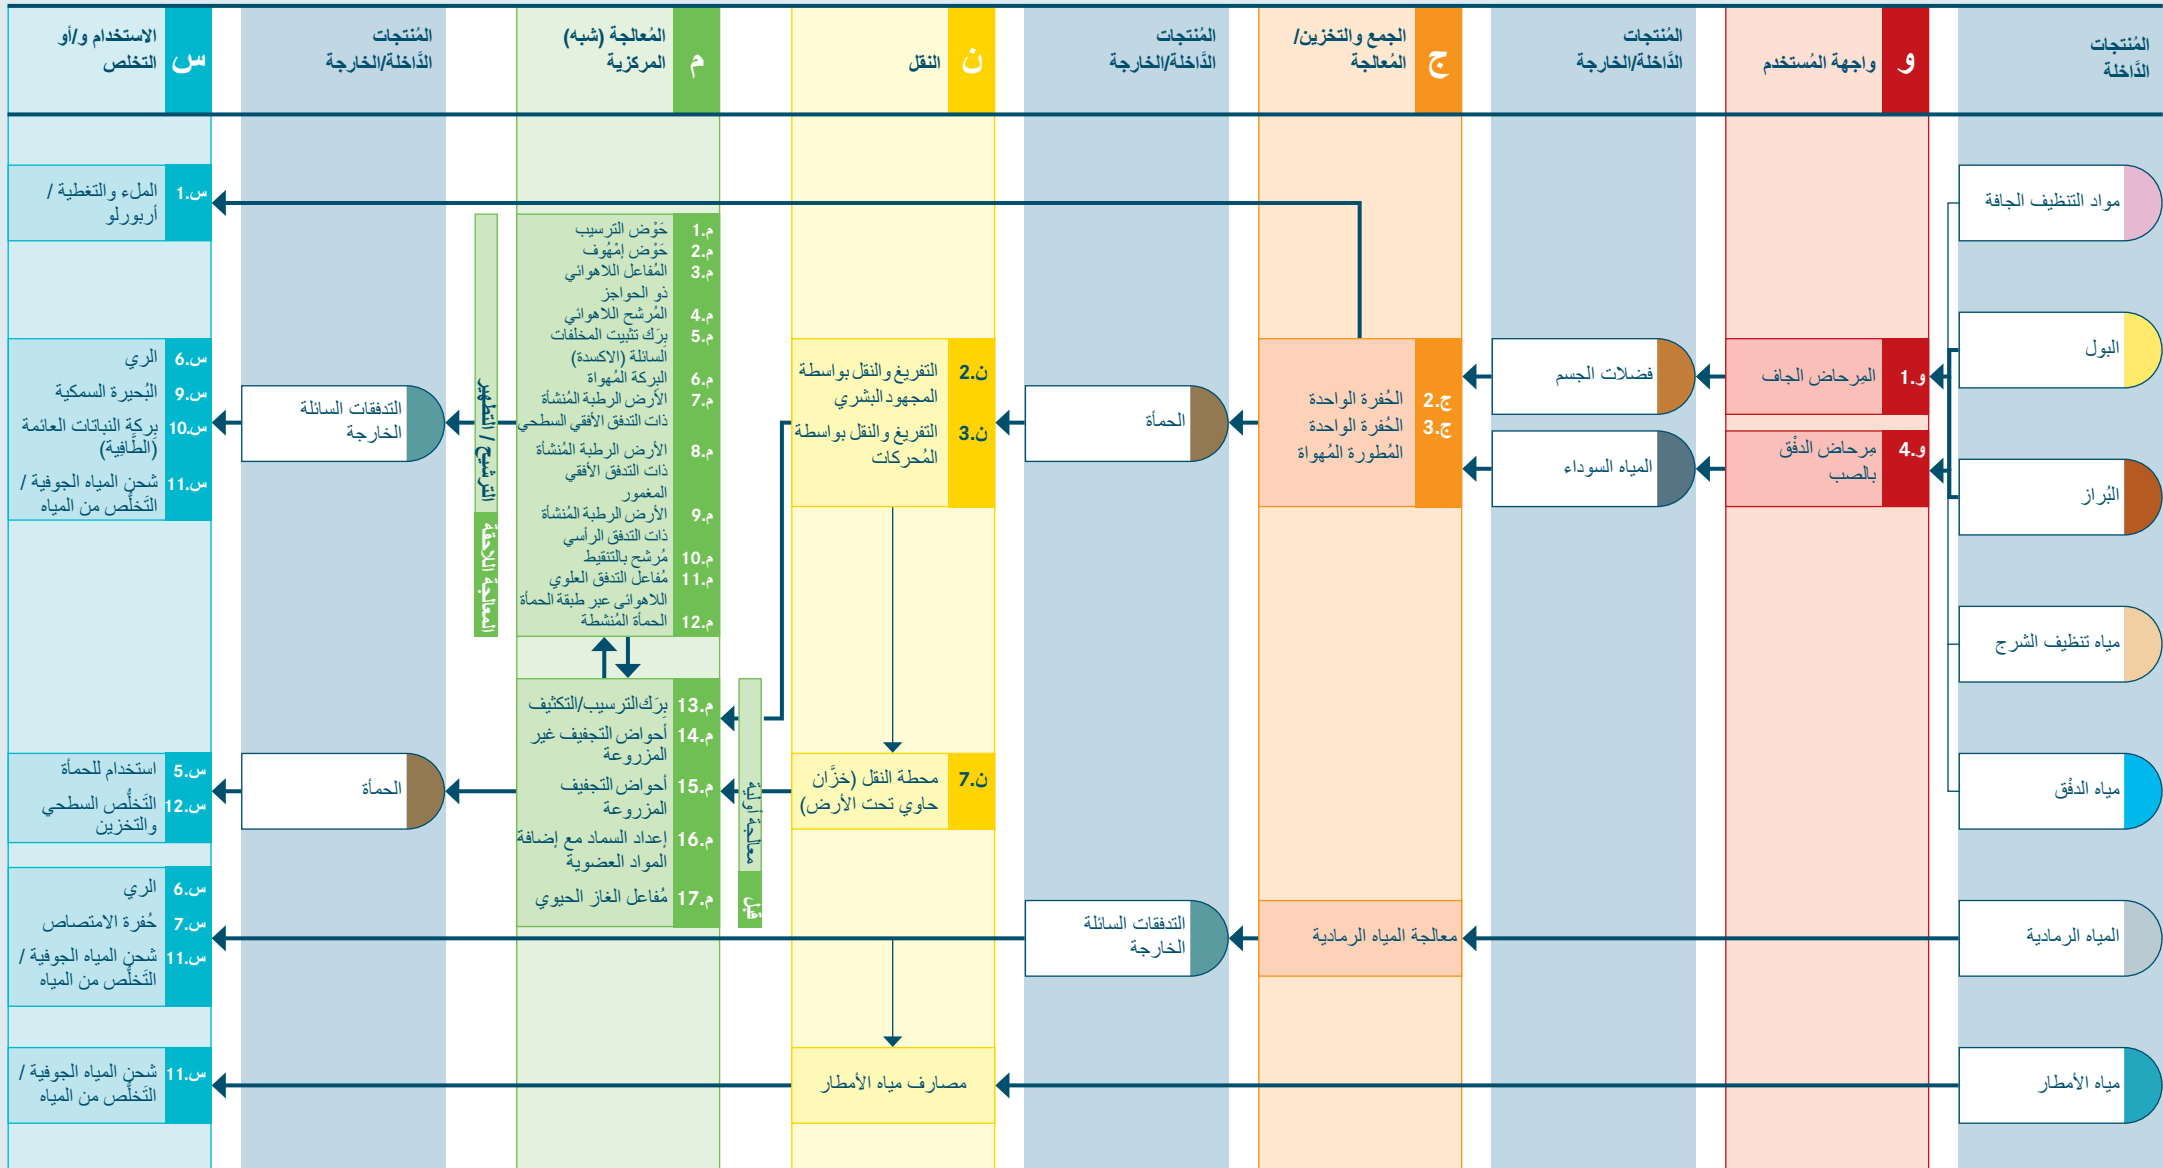 المُنتجات
الدَّاخلة
و
واجهة المُستخدم
المُنتجات
الدَّاخلة/الخارجة
ج
الجمع والتخزين/
المُعالجة
المُنتجات
الدَّاخلة/الخارجة
ن
النقل
م
المُعالجة (شبه)
المركزية
المُنتجات
الدَّاخلة/الخارجة
س
الاستخدام و/أو
التخلص
مواد التنظيف الجافة
البول
البُراز
مياه تنظيف الشرج
مياه الدفْق
المياه الرمادية
مياه الأمطار
و.1 المِرحاض الجاف
و.4 مِرحاض الدفْق
بالصب
فضلات الجسم
المياه السوداء
ج.2 الحُفرة الواحدة
ج.3 الحُفرة الواحدة
المُطورة المُهواة
معالجة المياه الرمادية
الحمأة
التدفقات السائلة
الخارجة
ن.2 التفريغ والنقل بواسطة
المجهود البشري
ن.3 التفريغ والنقل بواسطة
المُحركات
ن.7 محطة النقل (خزَّان
حاوي تحت الأرض)
مصارف مياه الأمطار
معالجة أولية
قبل
م.1 حَوْض الترسيب
م.2 حَوْض إمْهُوف
م.3 المُفاعل اللاهوائي
ذو الحواجز
م.4 المُرشح اللاهوائي
م.5 بِرَك تثبيت المخلفات
السائلة (الاكسدة)
م.6 البركة المُهواة
م.7 الأرض الرطبة المُنشأة
ذات التدفق الأفقي السطحي
م.8 الأرض الرطبة المُنشأة
ذات التدفق الأفقي
المغمور
م.9 الأرض الرطبة المُنشأة
ذات التدفق الرأسي
م.10 مُرشح بالتنقيط
م.11 مُفاعل التدفق العلوي
اللاهوائى عبر طبقة الحمأة
م.12 الحمأة المُنشطة
م.13 بِرَك الترسيب/التكثيف
م.14 أحواض التجفيف غير
المزروعة
م.15 أحواض التجفيف
المزروعة
م.16 إعداد السماد مع إضافة
المواد العضوية
م.17 مُفاعل الغاز الحيوي
الترشيح / التطهير
المعالجة اللاحقة
التدفقات السائلة
الخارجة
الحمأة
س.1 الملء والتغطية /
أربورلو
س.6 الري
س.9 البُحيرة السمكية
س.10 بِركة النباتات العائمة
(الطَّافِية)
س.11 شحن المياه الجوفية /
التَخلُّص من المياه
س.5 استخدام للحمأة
س.12 التَخلُّص السطحي
والتخزين
س.6 الري
س.7 حُفرة الامتصاص
س.11 شحن المياه الجوفية /
التَخلُّص من المياه
س.11 شحن المياه الجوفية /
التَخلُّص من المياه